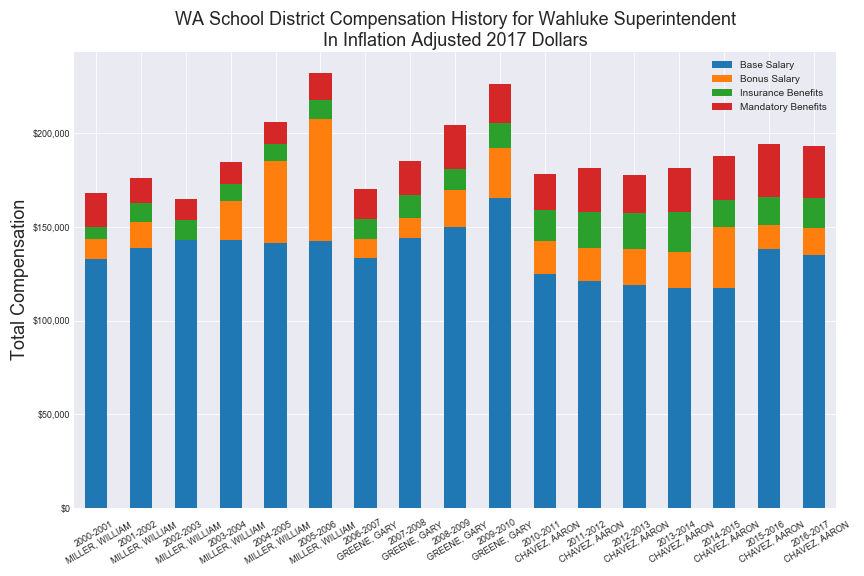 WA School District Compensation History for Wahluke Superintendent
In Inflation Adjusted 2017 Dollars
Base Salary
Bonus Salary
Insurance Benefits
Mandatory Benefits
Total Compensation
$200,000
$150,000
$100,000
$50,000
$0
2000-2001
MILLER, WILLIAM
2001-2002
MILLER, WILLIAM
2002-2003
MILLER, WILLIAM
2003-2004
MILLER, WILLIAM
2004-2005
MILLER, WILLIAM
2005-2006
MILLER, WILLIAM
2006-2007
GREENE, GARY
2007-2008
GREENE, GARY
2008-2009
GREENE, GARY
2009-2010
GREENE, GARY
2010-2011
CHAVEZ, AARON
2011-2012
CHAVEZ, AARON
2012-2013
CHAVEZ, AARON
2013-2014
CHAVEZ, AARON
2014-2015
CHAVEZ, AARON
2015-2016
CHAVEZ, AARON
2016-2017
CHAVEZ, AARON